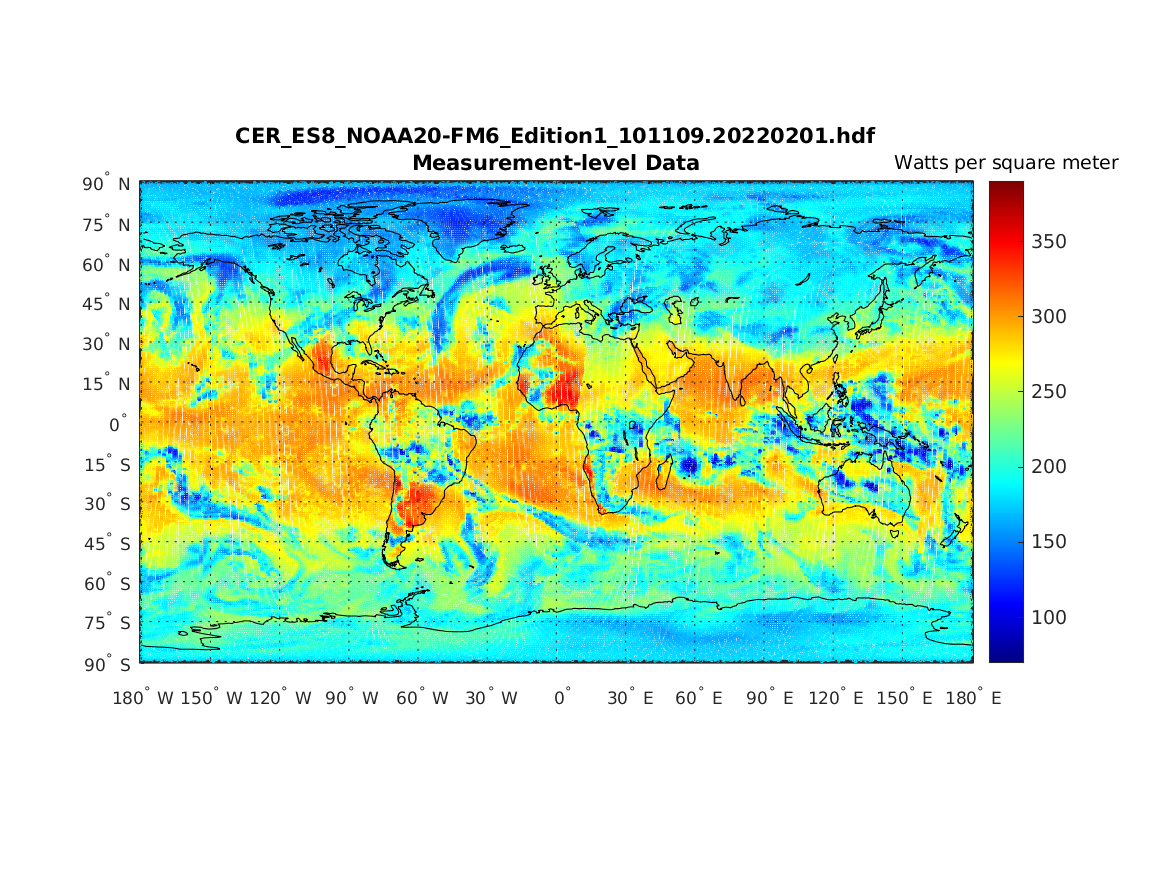 CER_ES8_NOAA20-FM6_Edition1_101109.20220201.hdf
Measurement-level Data
Watts per square meter
90° N
75° N
60° N
45° N
30° N
15° N
0°
15° S
30° S
45° S
60° S
75° S
90° S
180° W 150° W 120° W 90° W 60° W 30° W 0° 30° E 60° E 90° E 120° E 150° E 180° E
350
300
250
200
150
100